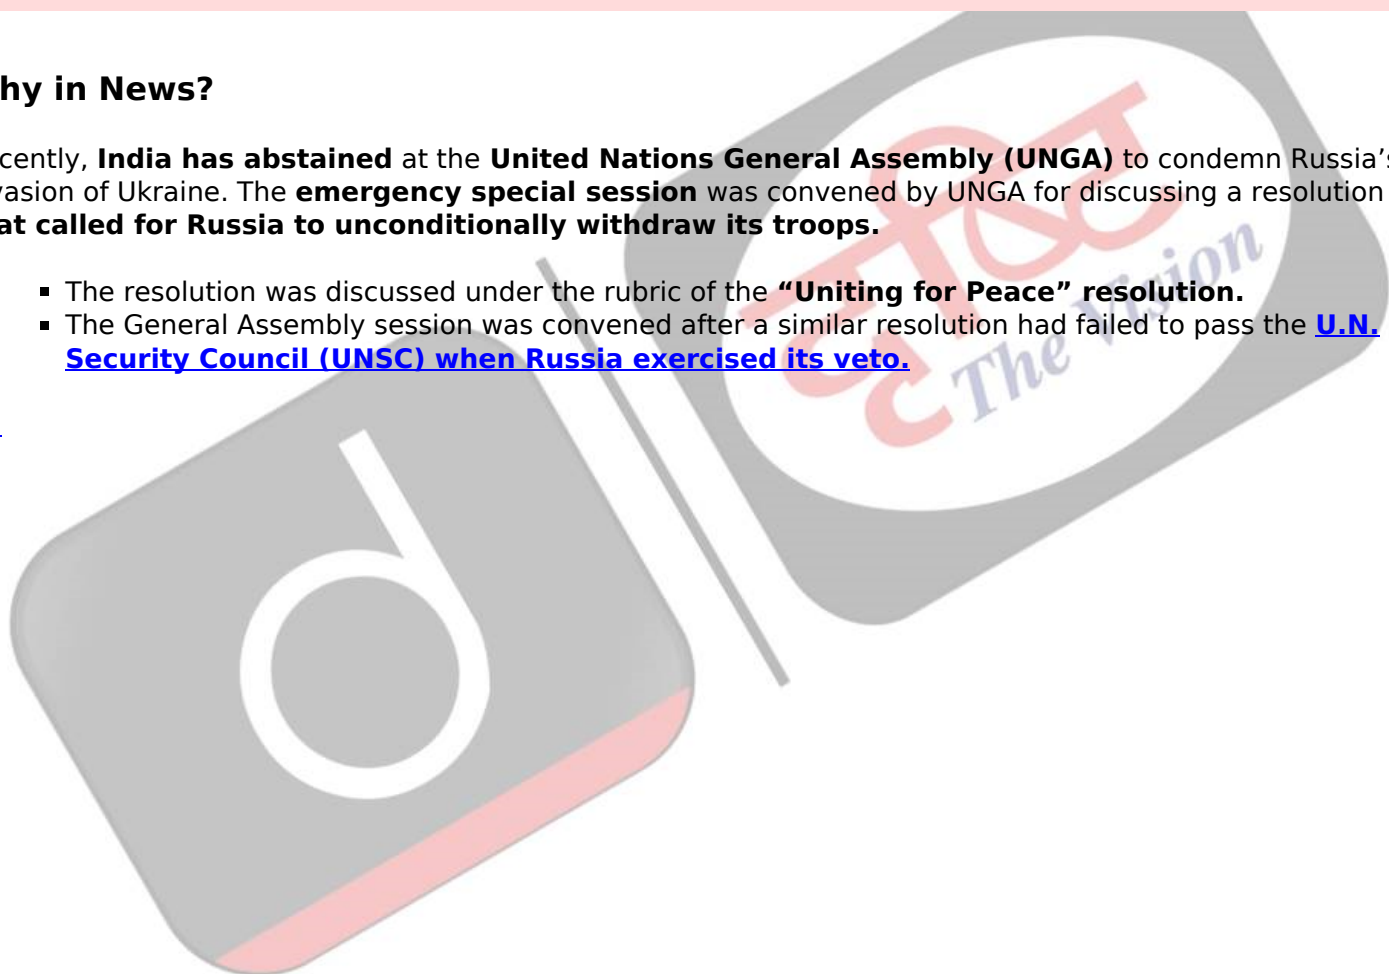 hy in News?
cently, India has abstained at the United Nations General Assembly (UNGA) to condemn Russia’s
vasion of Ukraine. The emergency special session was convened by UNGA for discussing a resolution
at called for Russia to unconditionally withdraw its troops.
▪ The resolution was discussed under the rubric of the “Uniting for Peace” resolution.
▪ The General Assembly session was convened after a similar resolution had failed to pass the U.N.
Security Council (UNSC) when Russia exercised its veto.
दृष्टि
The Vision
d